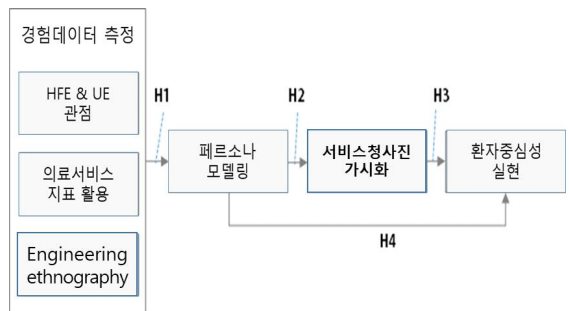 경험데이터 측정
HFE & UE
관점
의료서비스
지표 활용
Engineering
ethnography
H1
페르소나
모델링
H2
서비스청사진
가시화
H3
환자중심성
실현
H4